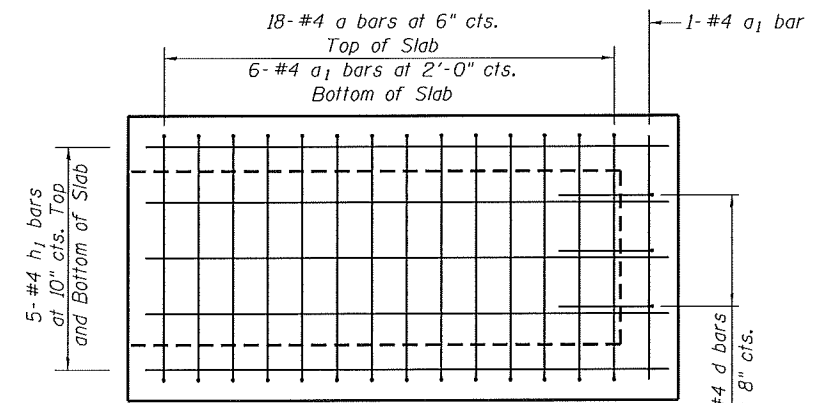 18-#4 a bars at 6" cts.
Top of Slab
6-#4 a1 bars at 2'-0" cts.
Bottom of Slab
1-#4 a1 bar
5-#4 h1 bars
at 10" cts. Top
and Bottom of Slab
#4 d bars
8" cts.